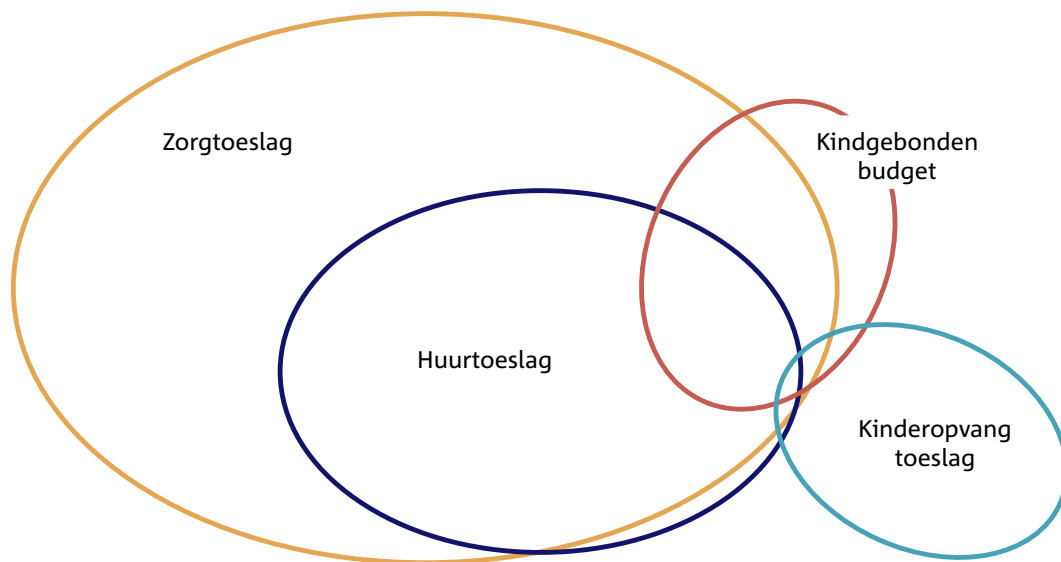 Zorgtoeslag
Kindgebonden
budget
Huurtoeslag
Kinderopvang
toeslag